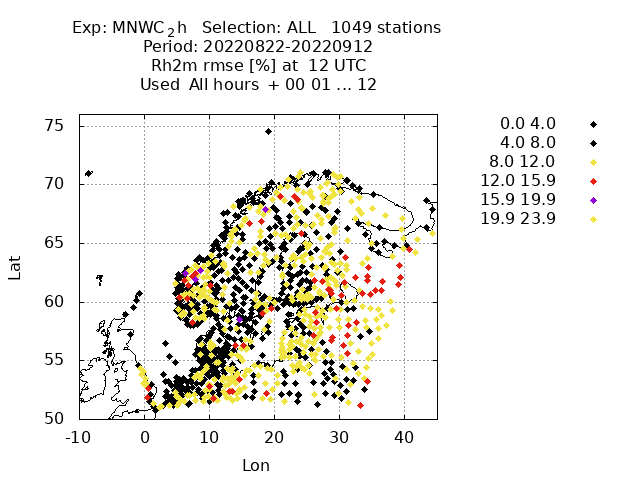 Exp: MNWC_2h Selection: ALL 1049 stations
Period: 20220822-20220912
Rh2m rmse [%] at 12 UTC
Used All hours + 00 01 ... 12
0.0 4.0
4.0 8.0
8.0 12.0
12.0 15.9
15.9 19.9
19.9 23.9
75
70
65
60
55
50
Lat
-10 0 10 20 30 40
Lon